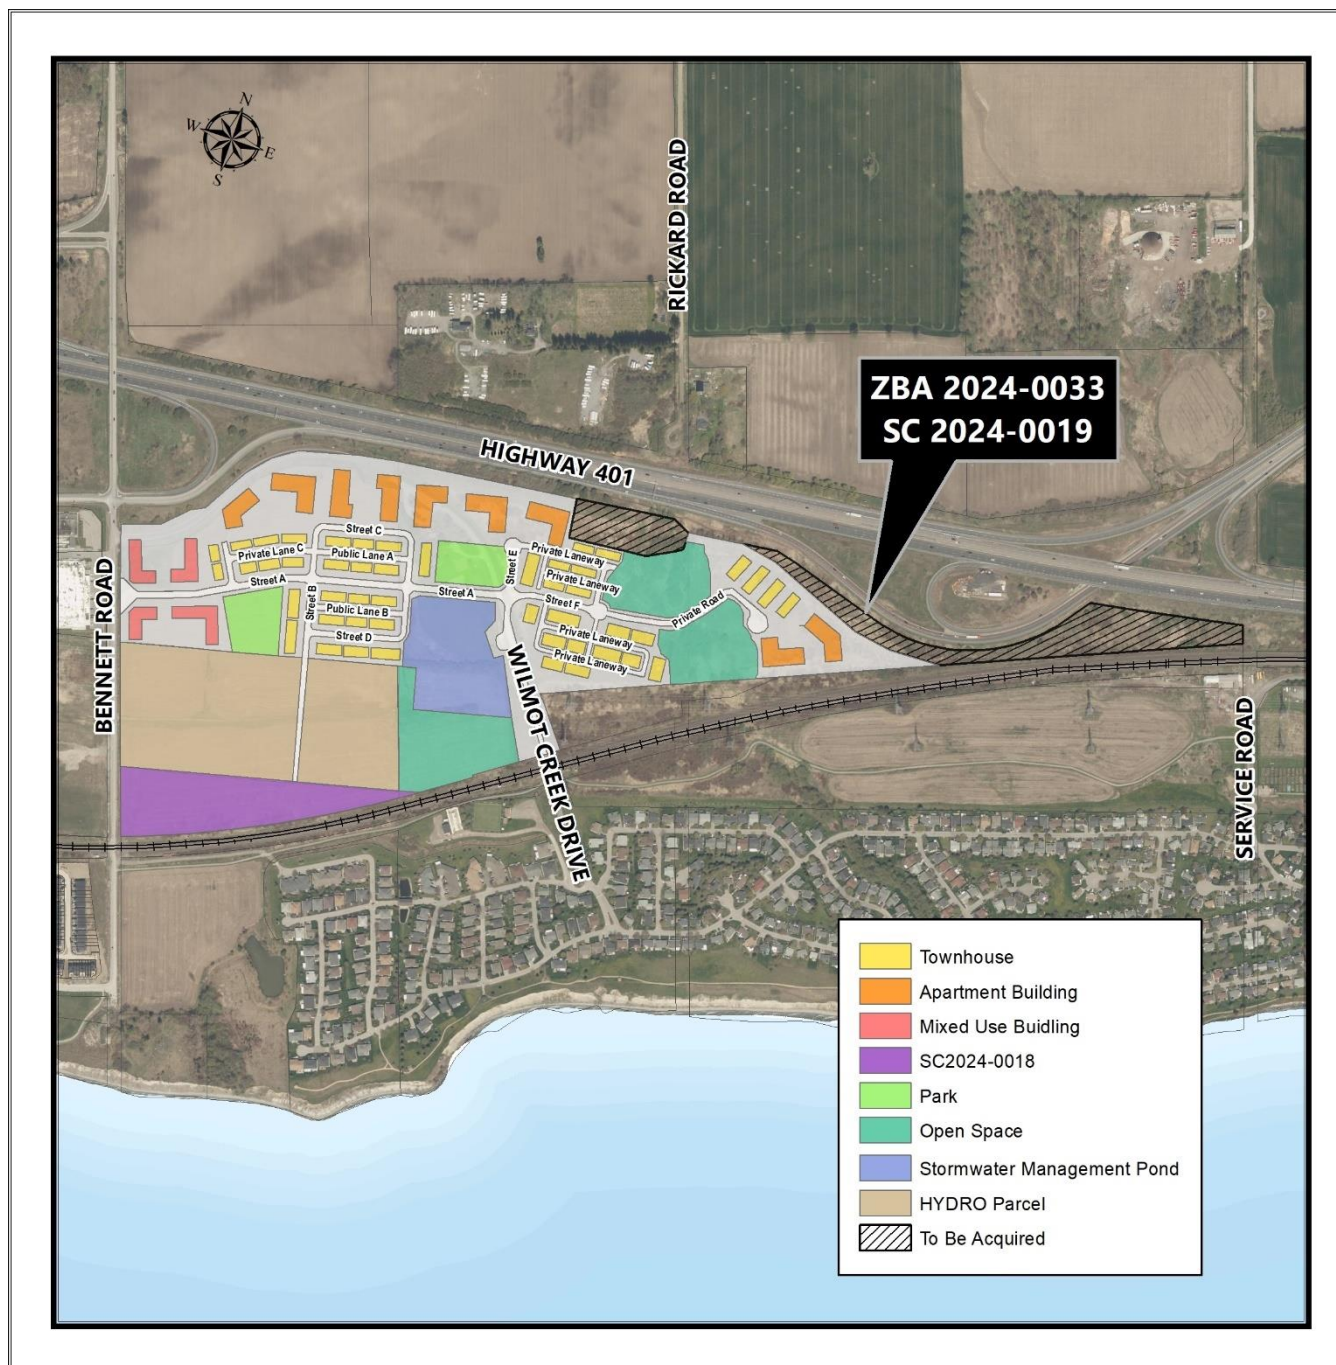 N
W
E
S
RICKARD ROAD
ZBA 2024-0033
SC 2024-0019
HIGHWAY 401
BENNETT ROAD
Street C
Private Lane C
Public Lane A
Street A
Street B
Public Lane B
Street D
Street A
Street E
Private Laneway
Private Laneway
Street F
Private Road
Private Laneway
Private Laneway
WILMOT CREEK DRIVE
SERVICE ROAD
Townhouse
Apartment Building
Mixed Use Buidling
SC2024-0018
Park
Open Space
Stormwater Management Pond
HYDRO Parcel
To Be Acquired